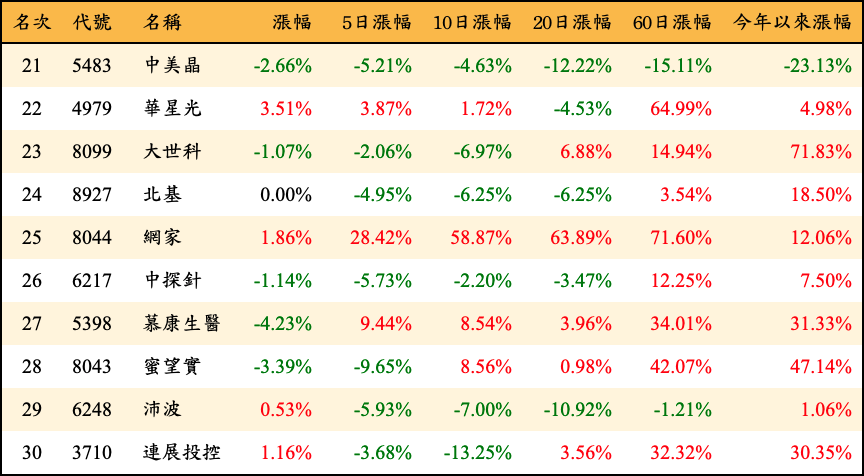 名次 代號 名稱 漲幅 5日漲幅 10日漲幅 20日漲幅 60日漲幅 今年以來漲幅
21 5483 中美晶 -2.66% -5.21% -4.63% -12.22% -15.11% -23.13%
22 4979 華星光 3.51% 3.87% 1.72% -4.53% 64.99% 4.98%
23 8099 大世科 -1.07% -2.06% -6.97% 6.88% 14.94% 71.83%
24 8927 北基 0.00% -4.95% -6.25% -6.25% 3.54% 18.50%
25 8044 網家 1.86% 28.42% 58.87% 63.89% 71.60% 12.06%
26 6217 中探針 -1.14% -5.73% -2.20% -3.47% 12.25% 7.50%
27 5398 慕康生醫 -4.23% 9.44% 8.54% 3.96% 34.01% 31.33%
28 8043 蜜望實 -3.39% -9.65% 8.56% 0.98% 42.07% 47.14%
29 6248 沛波 0.53% -5.93% -7.00% -10.92% -1.21% 1.06%
30 3710 連展投控 1.16% -3.68% -13.25% 3.56% 32.32% 30.35%